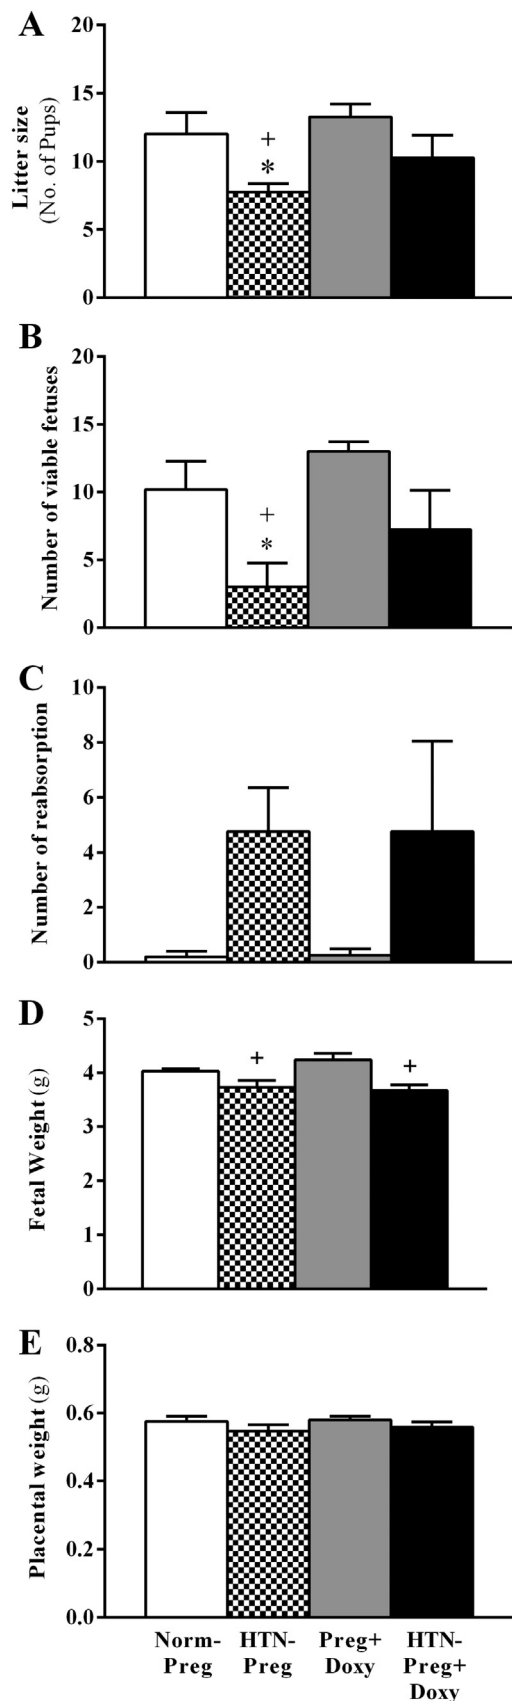 A
Litter size
(No. of Pups)
20
15
10
5
0
+
*
B
Number of viable fetuses
20
15
10
5
0
+
*
C
Number of reabsorption
10
8
6
4
2
0
D
Fetal Weight (g)
5
4
3
2
1
0
+
+
E
Placental weight (g)
0.8
0.6
0.4
0.2
0.0
Norm- HTN- Preg+ HTN-
Preg Preg Doxy Preg+
Doxy